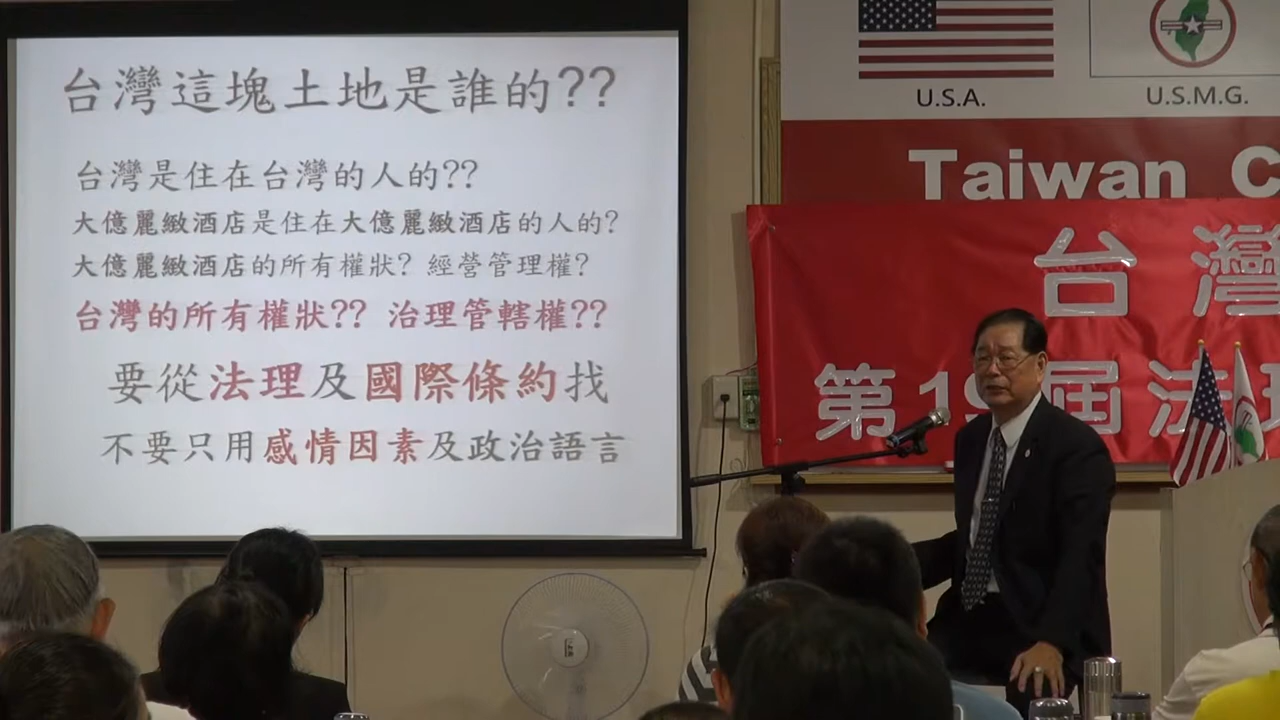 台灣這塊土地是誰的??
台灣是住在台灣的人的??
大億麗緻酒店是住在大億麗緻酒店的人的?
大億麗緻酒店的所有權狀? 經營管理權?
台灣的所有權狀?? 治理管轄權??
要從法理及國際條約找
不要只用感情因素及政治語言
U.S.A.
U.S.M.G.
Taiwan C
台灣
第19屆法理